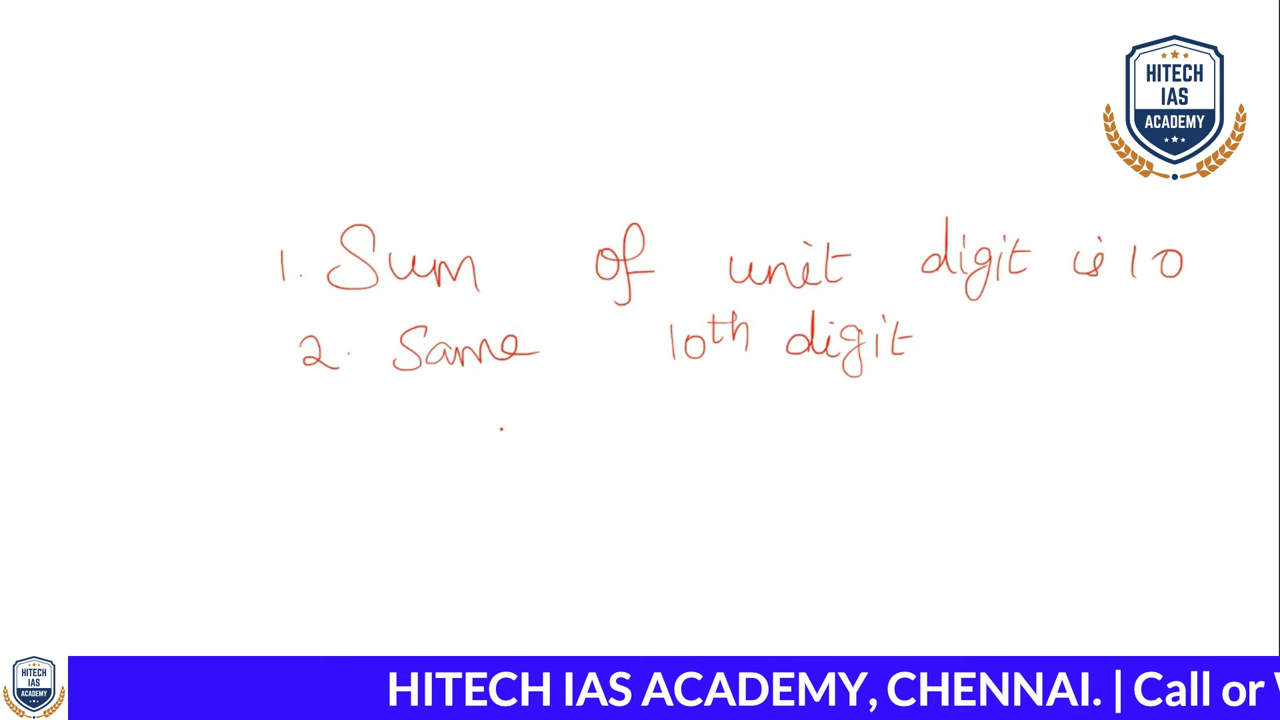 HITECH
IAS
ACADEMY
1. Sum of unit digit is 10
2. Same 10th digit
HITECH
IAS
ACADEMY
HITECH IAS ACADEMY, CHENNAI. | Call or